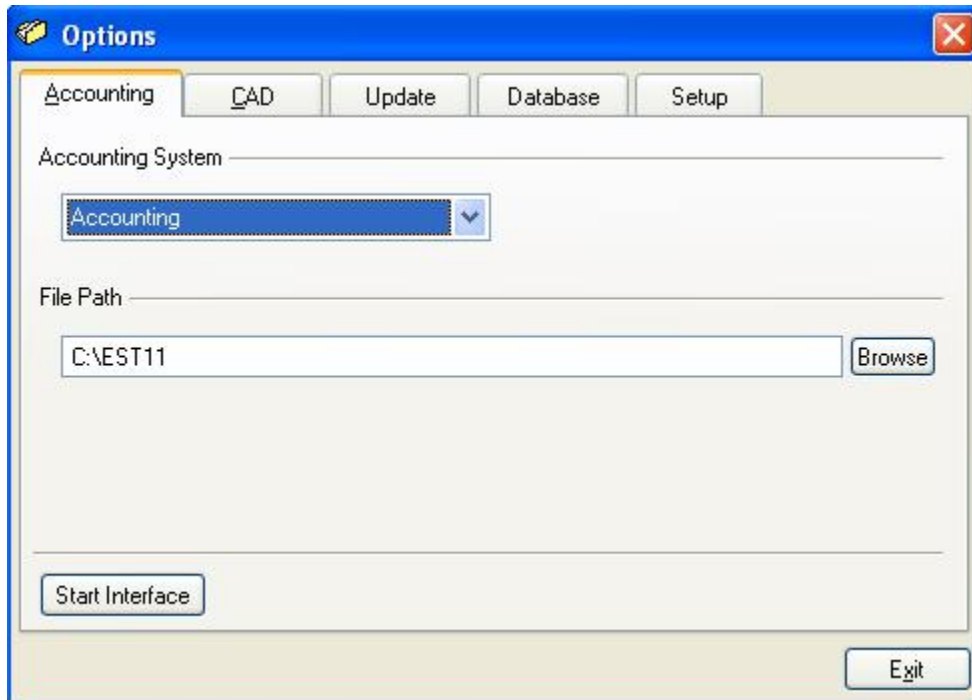 Options
Accounting CAD Update Database Setup
Accounting System
Accounting
File Path
C:\EST11 Browse
Start Interface
Exit